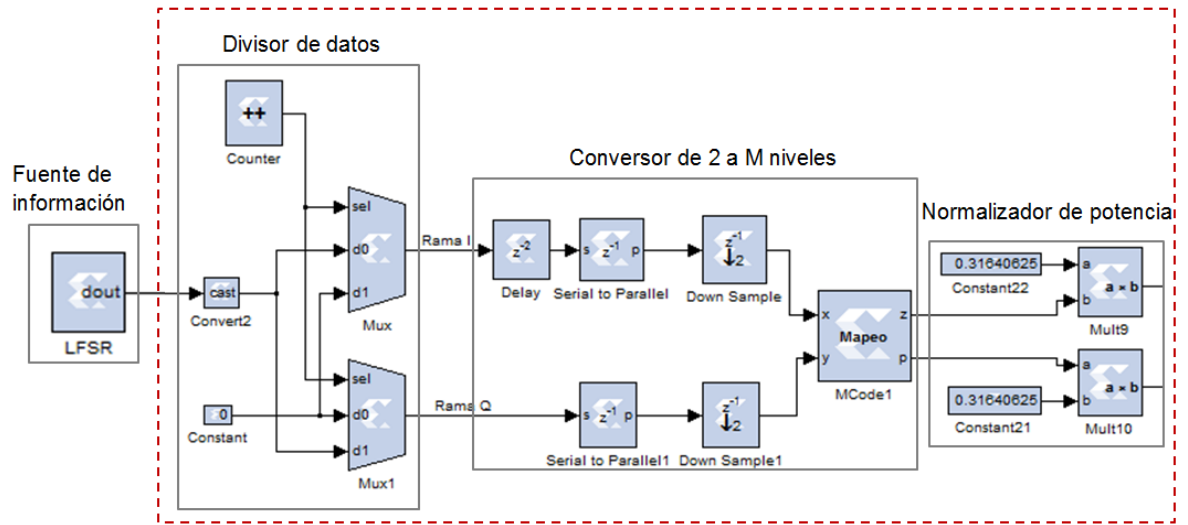 Divisor de datos
++
Counter
Conversor de 2 a M niveles
Fuente de
información
Normalizador de potencia
sel
d0
d1
Mux
Rama I
z-2
Delay
s z-1 p
Serial to Parallel
z-1
↓2
Down Sample
0.31640625
Constant22
a
b
a × b
Mult9
dout
LFSR
cast
Convert2
x
y
Mapeo
z
p
MCode1
0
Constant
sel
d0
d1
Mux1
Rama Q
s z-1 p
Serial to Parallel1
z-1
↓2
Down Sample1
0.31640625
Constant21
a
b
a × b
Mult10